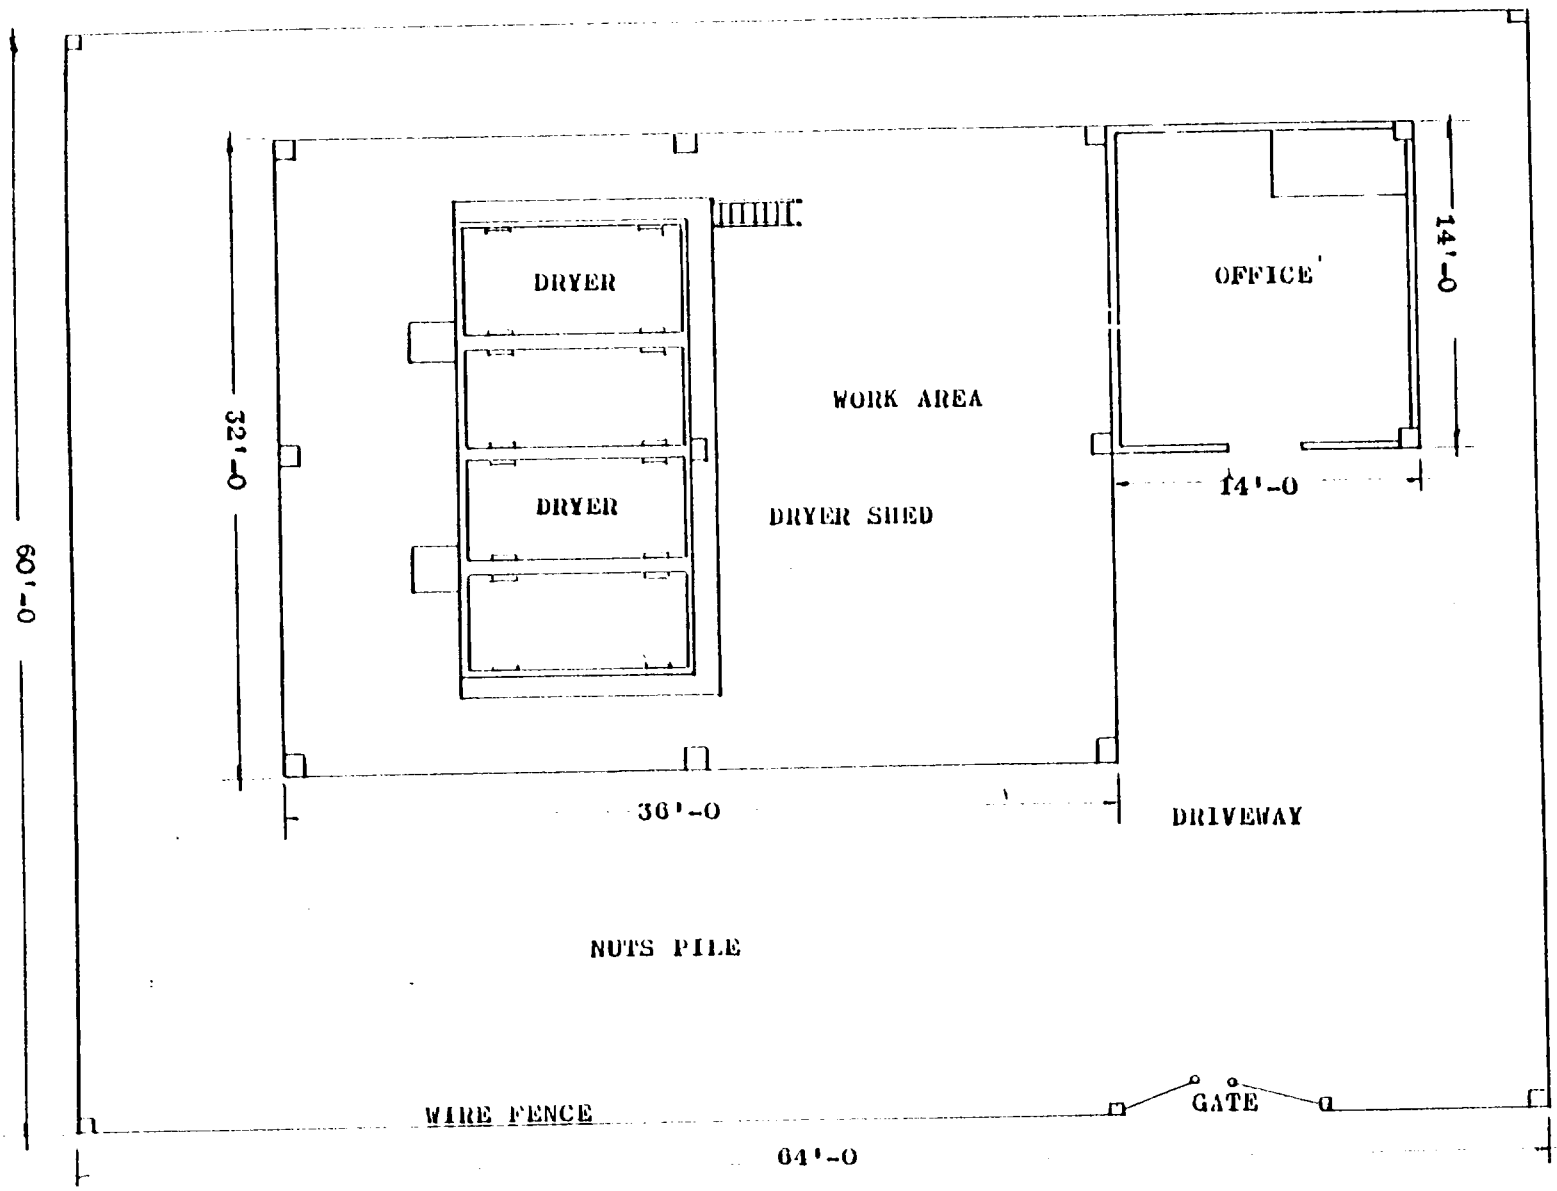 DRYER
OFFICE
14'-0
WORK AREA
32'-0
14'-0
DRYER
DRYER SHED
60'-0
36'-0
DRIVEWAY
NUTS PILE
GATE
WIRE FENCE
64'-0